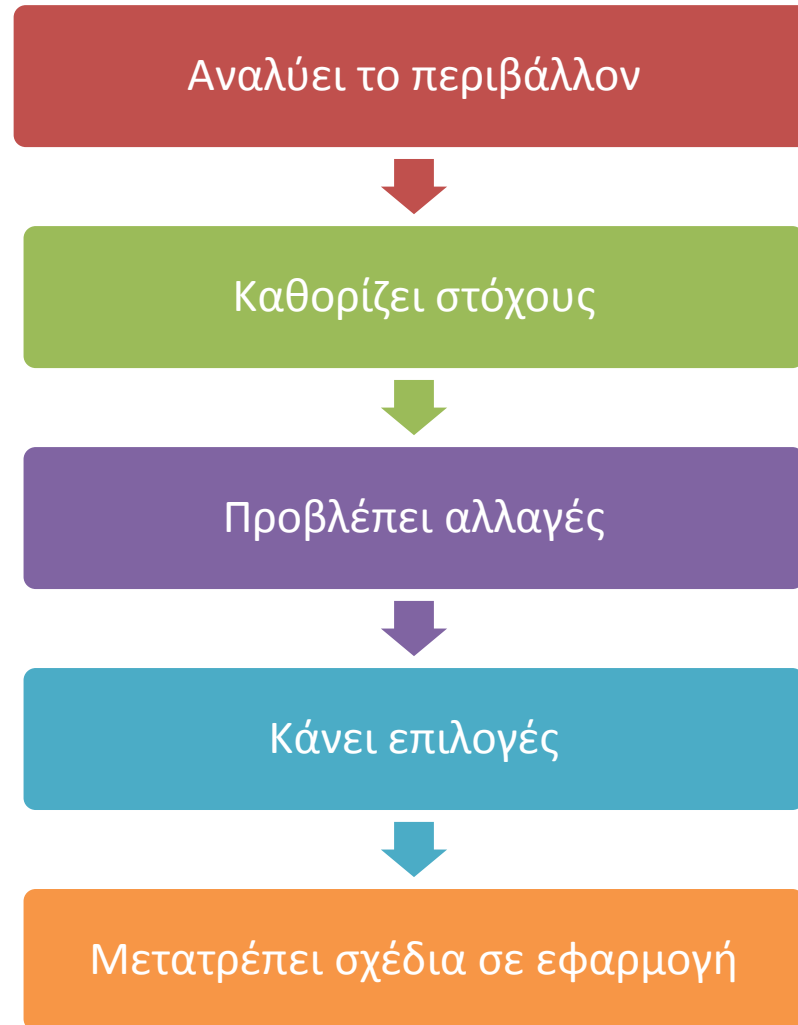 Αναλύει το περιβάλλον
Καθορίζει στόχους
Προβλέπει αλλαγές
Κάνει επιλογές
Μετατρέπει σχέδια σε εφαρμογή